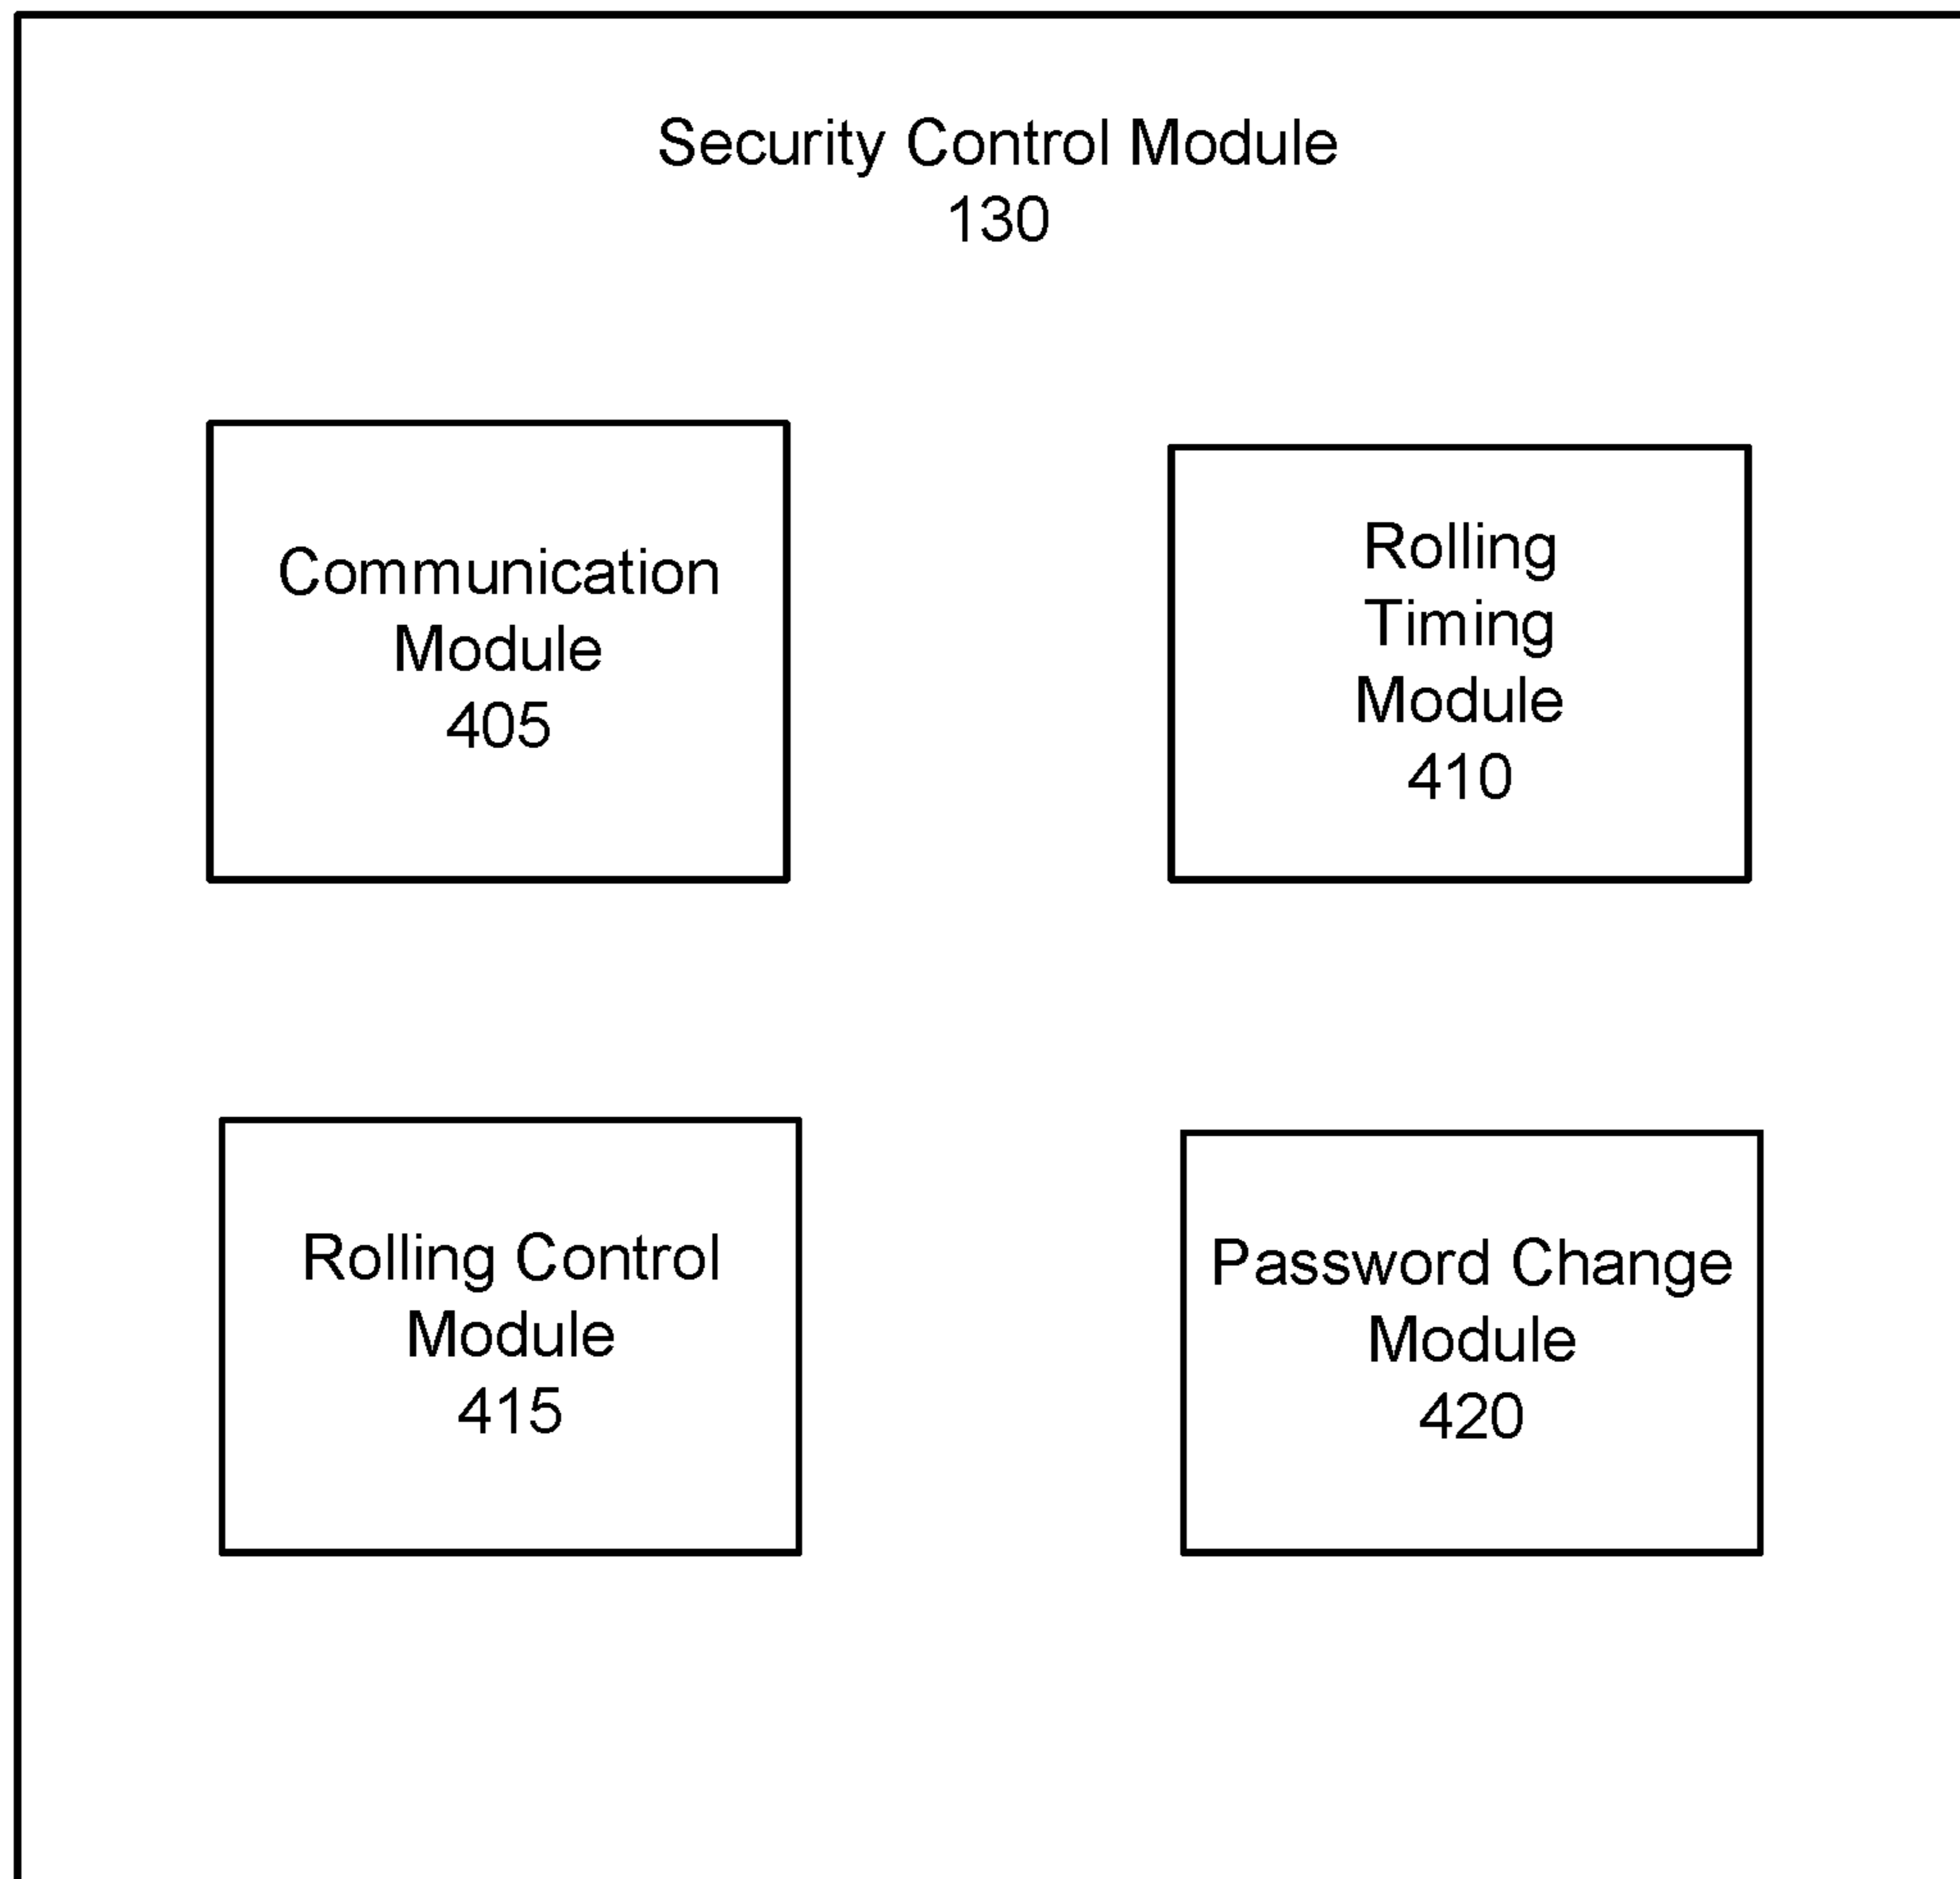 Security Control Module
130
Communication
Module
405
Rolling
Timing
Module
410
Rolling Control
Module
415
Password Change
Module
420